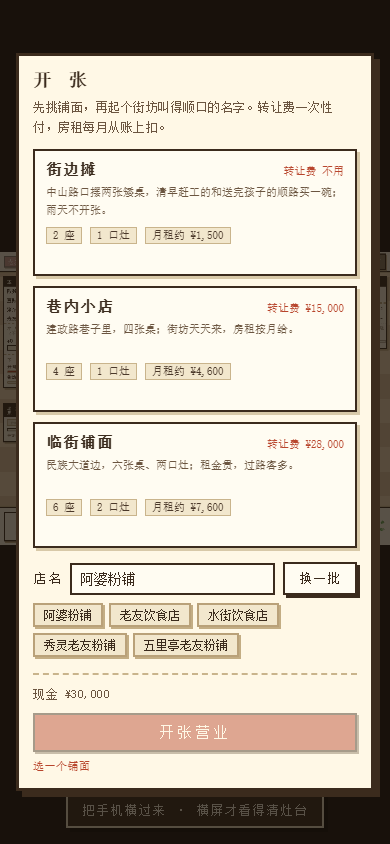 开 张
先挑铺面，再起个街坊叫得顺口的名字。转让费一次性
付，房租每月从账上扣。
街边摊
转让费 不用
中山路口摆两张矮桌，清早赶工的和送完孩子的顺路买一碗；
雨天不开张。
2 座 1 口灶 月租约 ¥1,500
巷内小店
转让费 ¥15,000
建政路巷子里，四张桌；街坊天天来，房租按月给。
4 座 1 口灶 月租约 ¥4,600
临街铺面
转让费 ¥28,000
民族大道边，六张桌、两口灶；租金贵，过路客多。
6 座 2 口灶 月租约 ¥7,600
店名 阿婆粉铺 换一批
阿婆粉铺 老友饮食店 水街饮食店
秀灵老友粉铺 五里亭老友粉铺
现金 ¥30,000
开张营业
选一个铺面
把手机横过来 · 横屏才看得清灶台